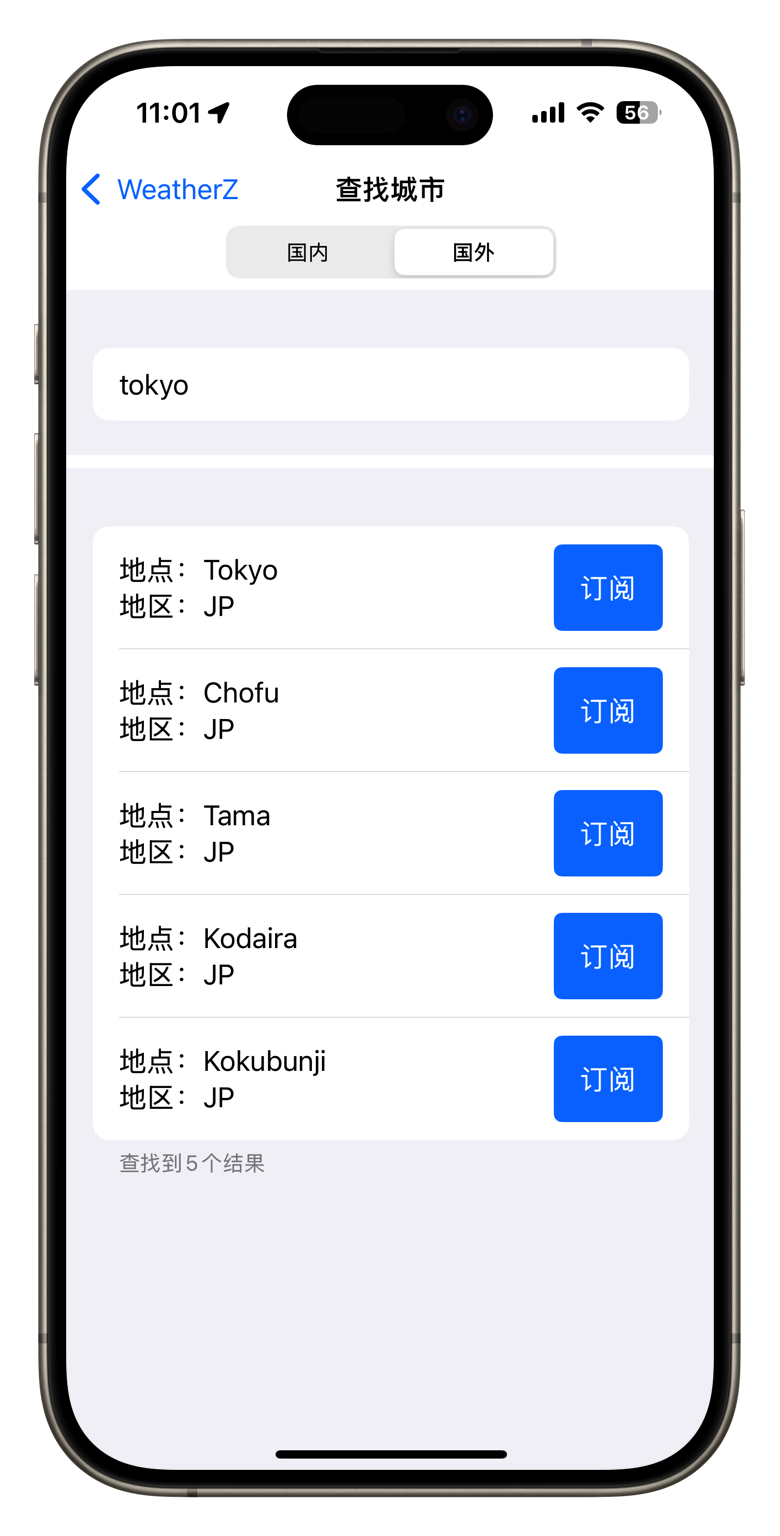 11:01
56
WeatherZ
查找城市
国内
国外
tokyo
地点：Tokyo
地区：JP
订阅
地点：Chofu
地区：JP
订阅
地点：Tama
地区：JP
订阅
地点：Kodaira
地区：JP
订阅
地点：Kokubunji
地区：JP
订阅
查找到5个结果